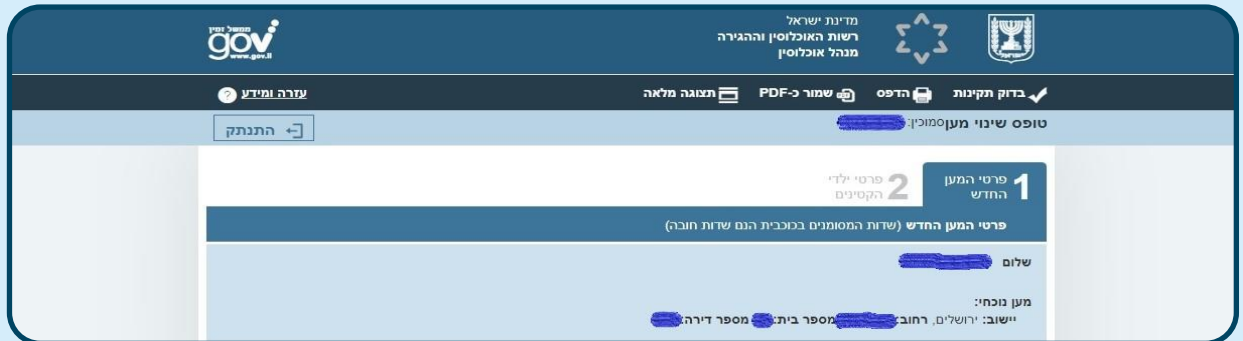 מדינת ישראל
רשות האוכלוסין וההגירה
מנהל אוכלוסין
ממשל זמין
gov
www.gov.il
בדוק תקינות
הדפס
שמור כ-PDF
תצוגה מלאה
עזרה ומידע ?
טופס שינוי מען סמוכין:
התנתק
1 פרטי המען
החדש
2 פרטי ילדי
הקטינים
פרטי המען החדש (שדות המסומנים בכוכבית הנם שדות חובה)
שלום
מען נוכחי:
יישוב: ירושלים, רחוב: מספר בית: מספר דירה: